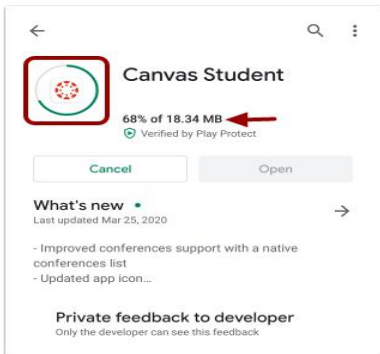 Canvas Student
68% of 18.34 MB
Verified by Play Protect
Cancel
Open
What's new
Last updated Mar 25, 2020
- Improved conferences support with a native
conferences list
- Updated app icon...
Private feedback to developer
Only the developer can see this feedback